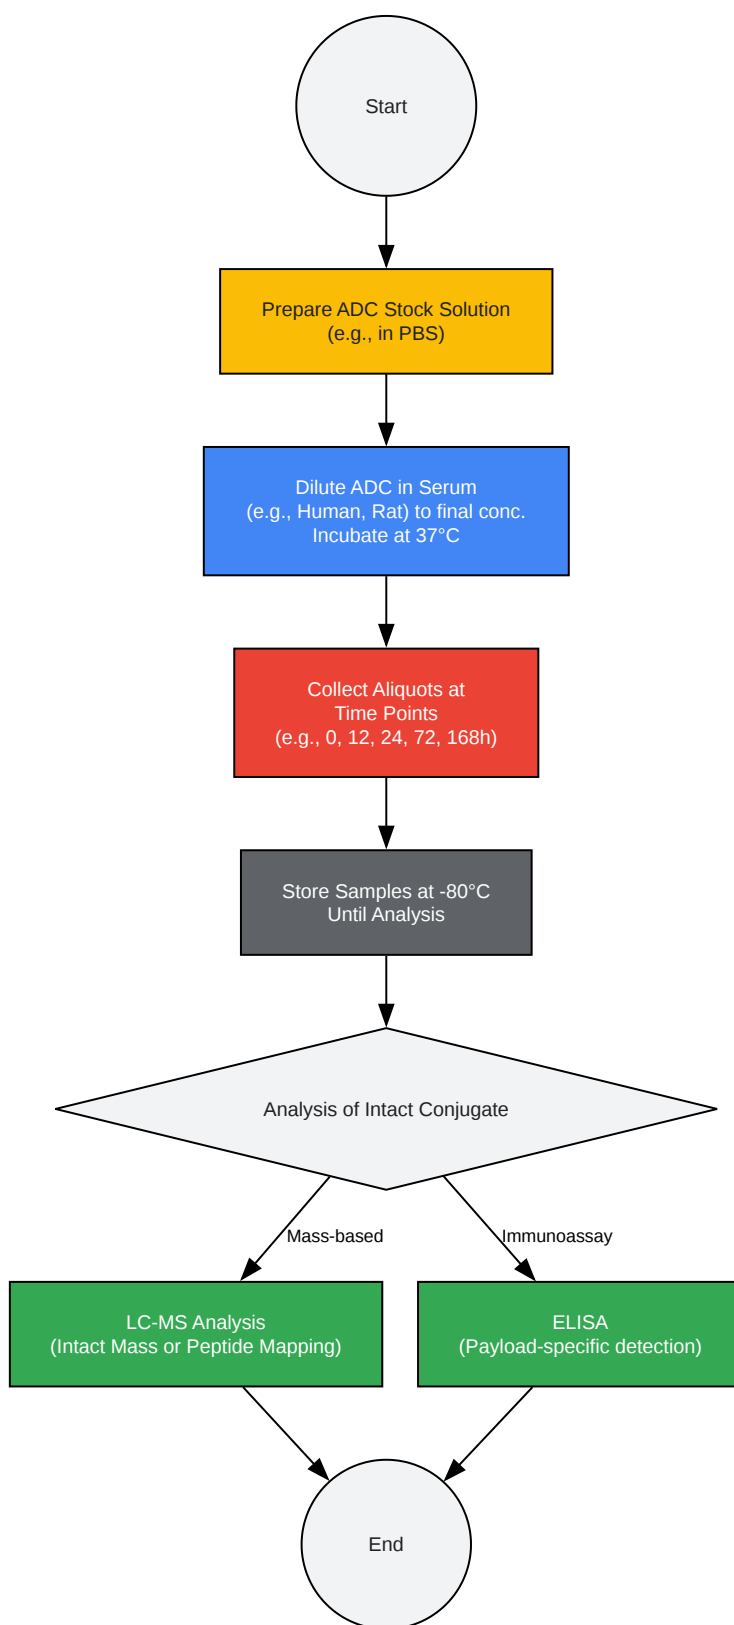 Start
Prepare ADC Stock Solution
(e.g., in PBS)
Dilute ADC in Serum
(e.g., Human, Rat) to final conc.
Incubate at 37°C
Collect Aliquots at
Time Points
(e.g., 0, 12, 24, 72, 168h)
Store Samples at -80°C
Until Analysis
Analysis of Intact Conjugate
Mass-based
Immunoassay
LC-MS Analysis
(Intact Mass or Peptide Mapping)
ELISA
(Payload-specific detection)
End